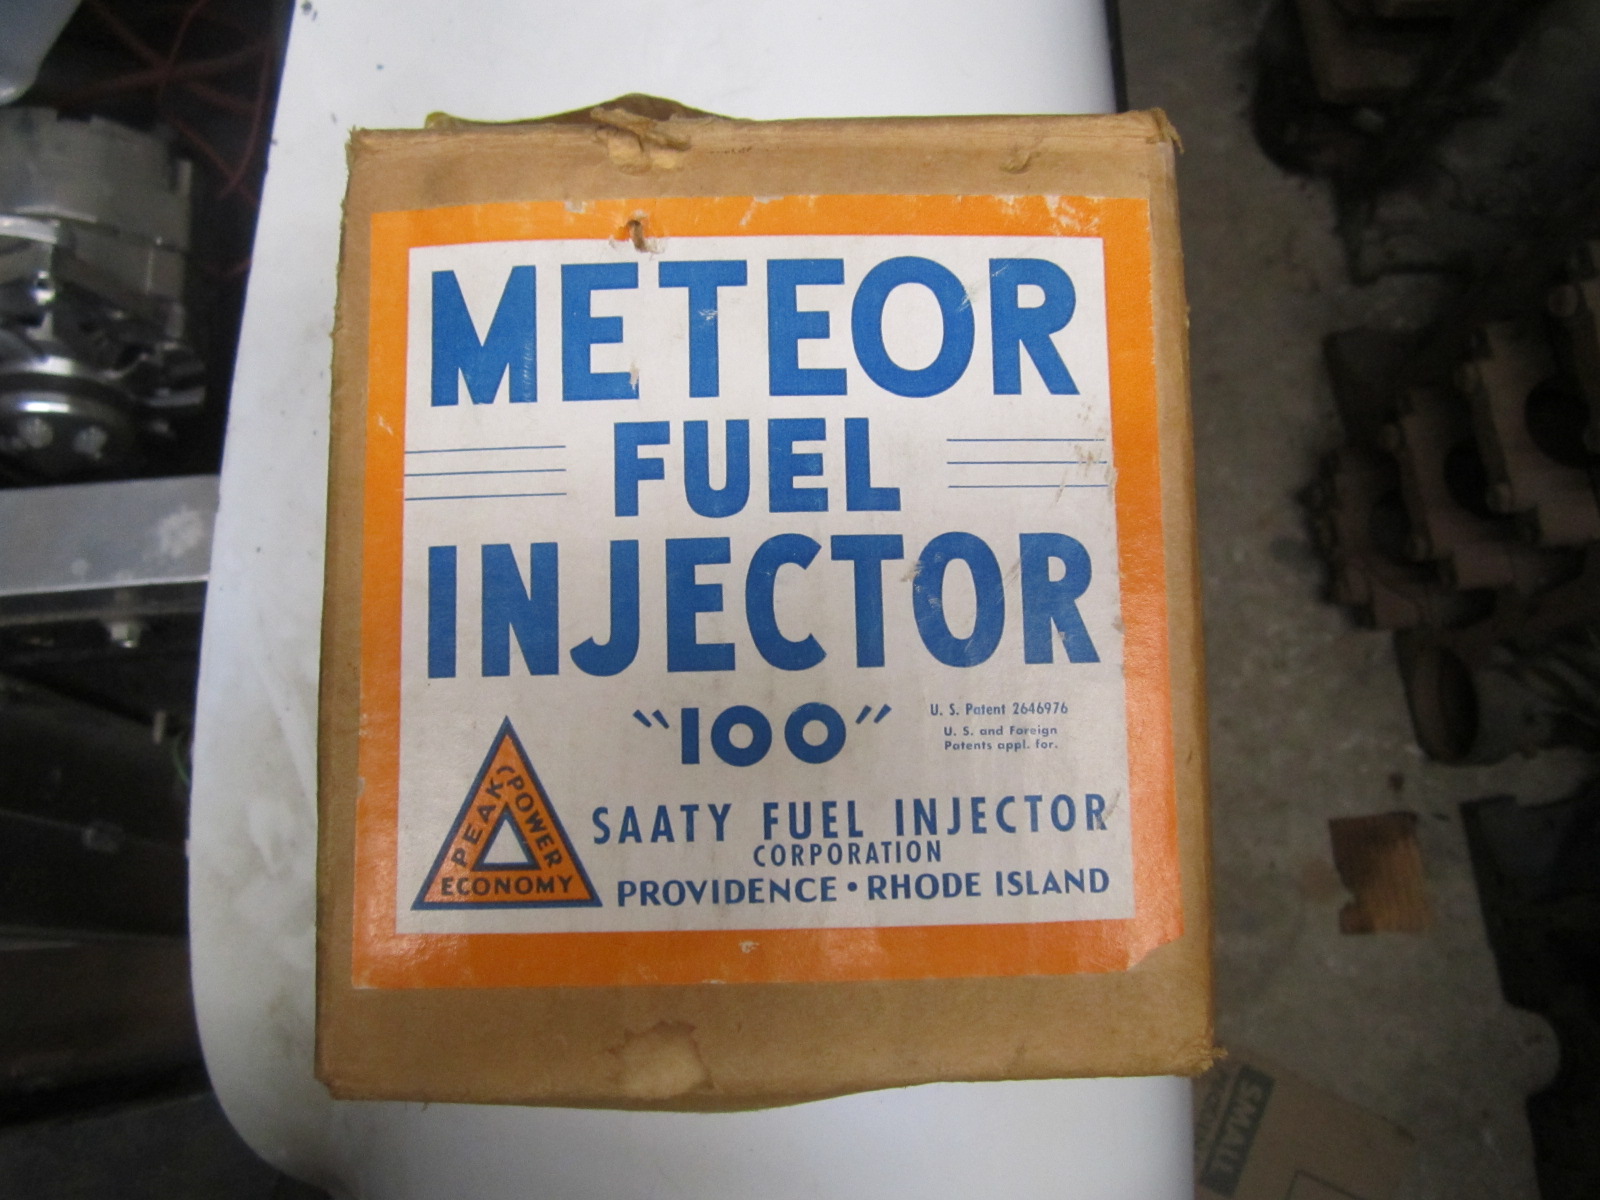 METEOR
FUEL
INJECTOR
"100"
U. S. Patent 2646976
U. S. and Foreign
Patents appl. for.
PEAK POWER
ECONOMY
SAATY FUEL INJECTOR
CORPORATION
PROVIDENCE • RHODE ISLAND
SMALL